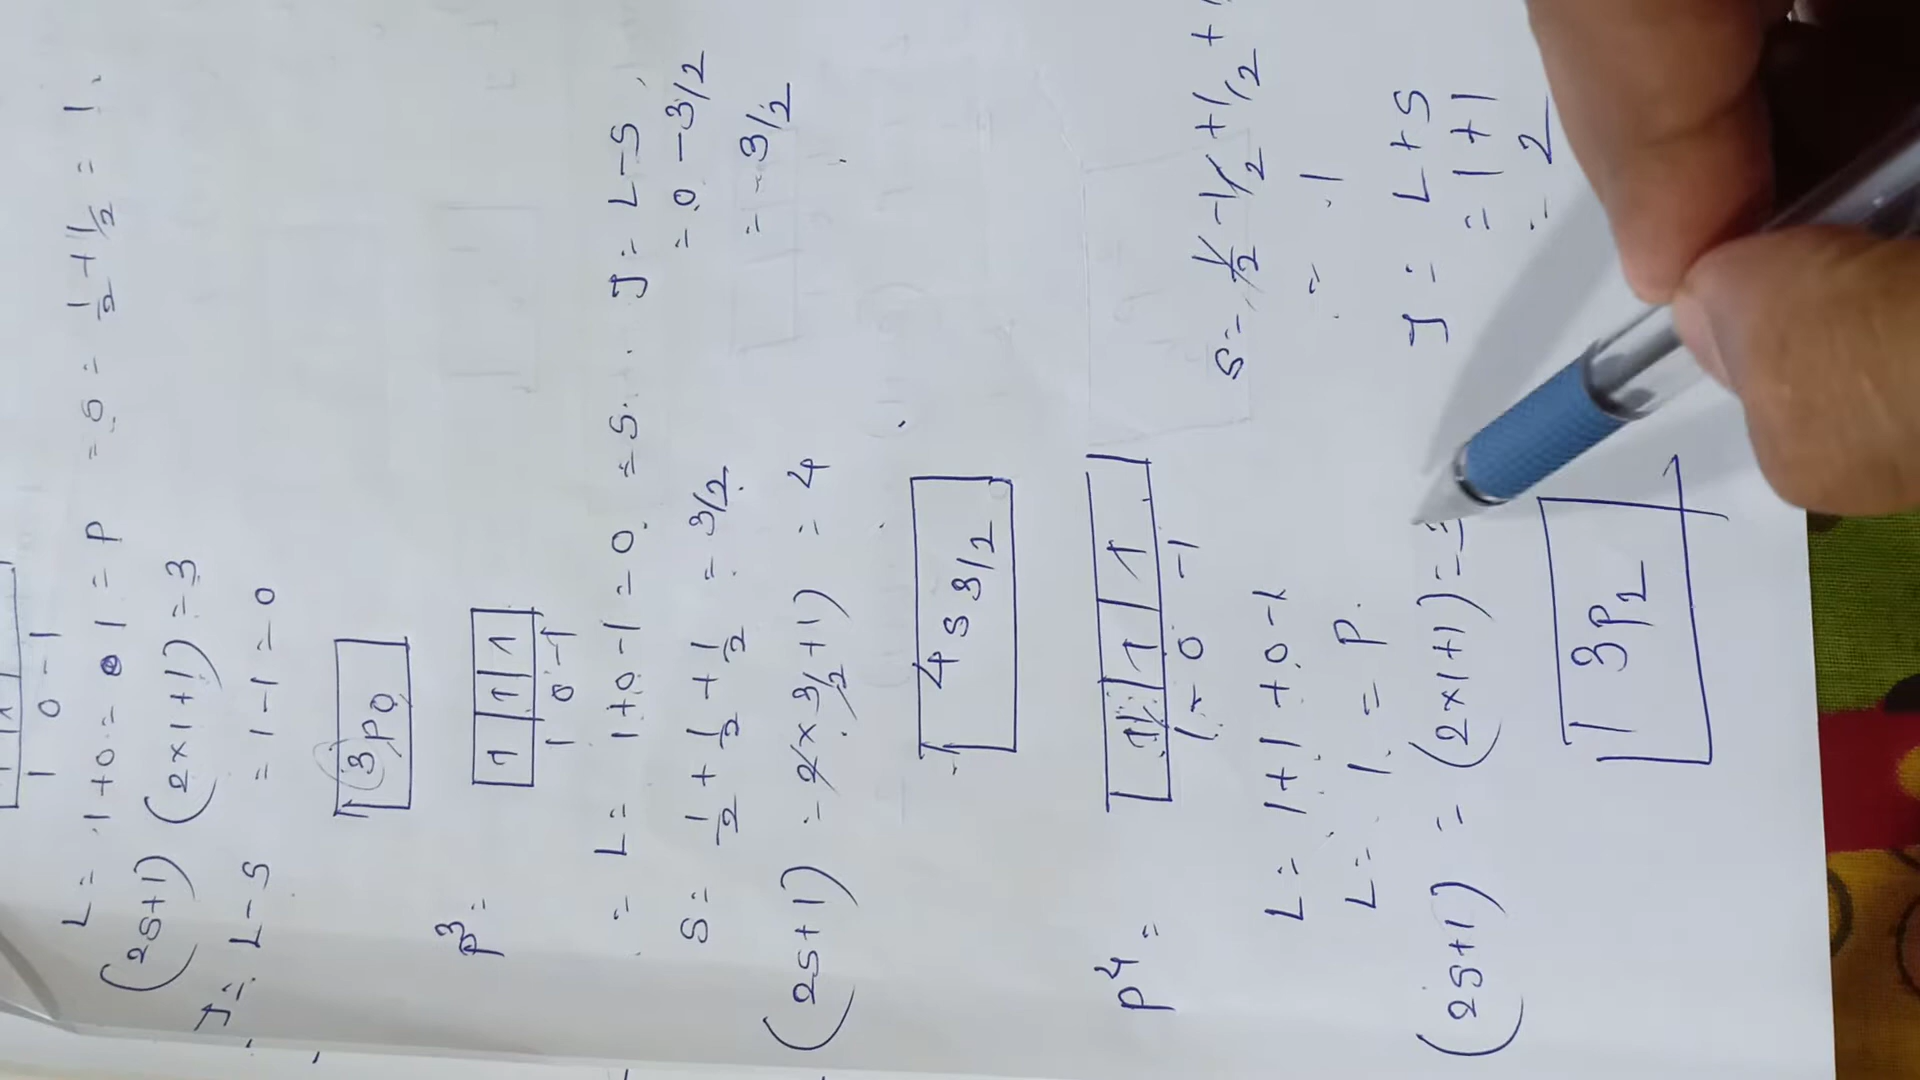 1 0 -1
L = 1+0 = 1 = P = S = 1/2 + 1/2 = 1.
(2s+1) (2×1+1) = 3
J = L-S = 1-1 = 0
3P0
p3 =
1 1 1
1 0 -1
= L = 1+0-1 = 0 = S. J = L-S
S = 1/2 + 1/2 + 1/2 = 3/2. = 0 - 3/2
(2s+1) = 2×3/2+1) = 4 = -3/2
4 S 3/2
p4 =
1 0 -1
S = 1/2 - 1/2 + 1/2 +
L = 1+1+0-1 = 1
L = 1 = P.
J = L+S
(2s+1) = (2×1+1) = = 1+1
= 2
3P2